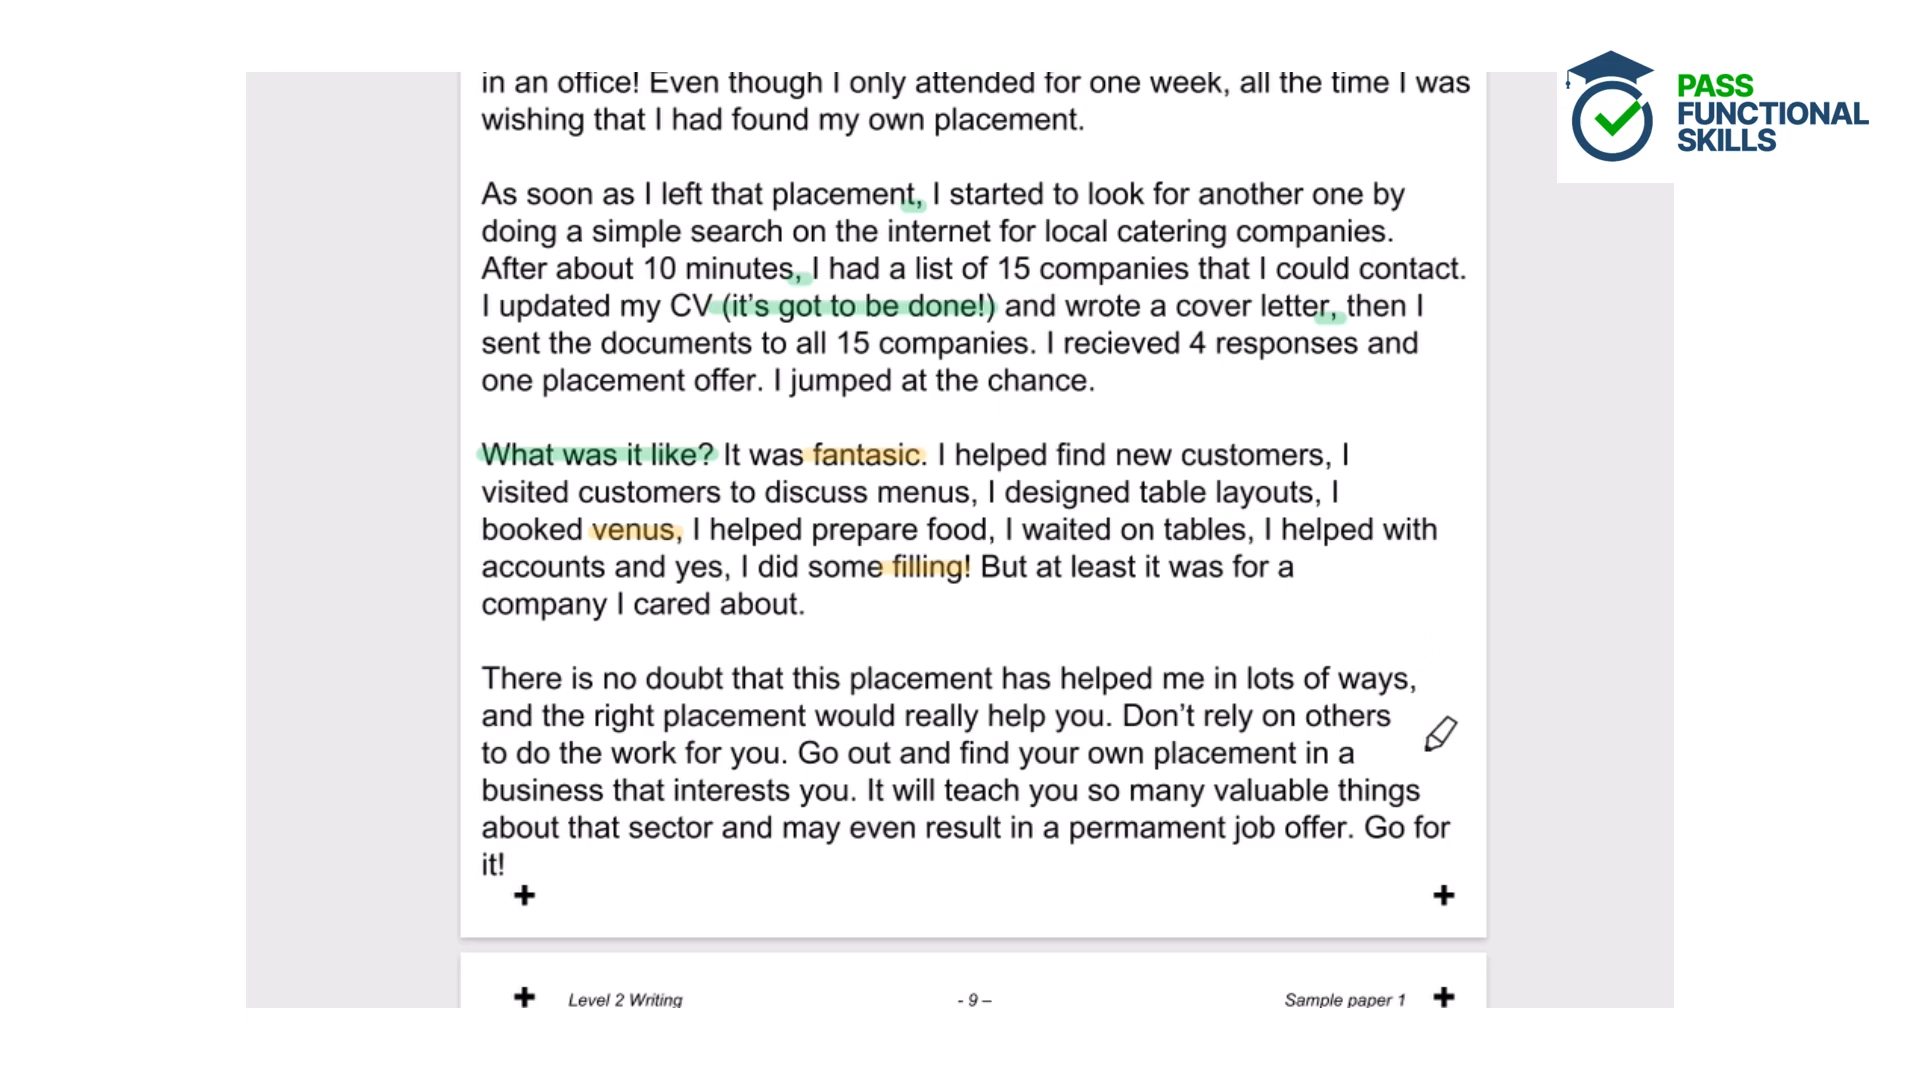 in an office! Even though I only attended for one week, all the time I was
wishing that I had found my own placement.
As soon as I left that placement, I started to look for another one by
doing a simple search on the internet for local catering companies.
After about 10 minutes, I had a list of 15 companies that I could contact.
I updated my CV (it’s got to be done!) and wrote a cover letter, then I
sent the documents to all 15 companies. I recieved 4 responses and
one placement offer. I jumped at the chance.
What was it like? It was fantasic. I helped find new customers, I
visited customers to discuss menus, I designed table layouts, I
booked venus, I helped prepare food, I waited on tables, I helped with
accounts and yes, I did some filling! But at least it was for a
company I cared about.
There is no doubt that this placement has helped me in lots of ways,
and the right placement would really help you. Don’t rely on others
to do the work for you. Go out and find your own placement in a
business that interests you. It will teach you so many valuable things
about that sector and may even result in a permament job offer. Go for
it!
Level 2 Writing - 9 – Sample paper 1
PASS
FUNCTIONAL
SKILLS